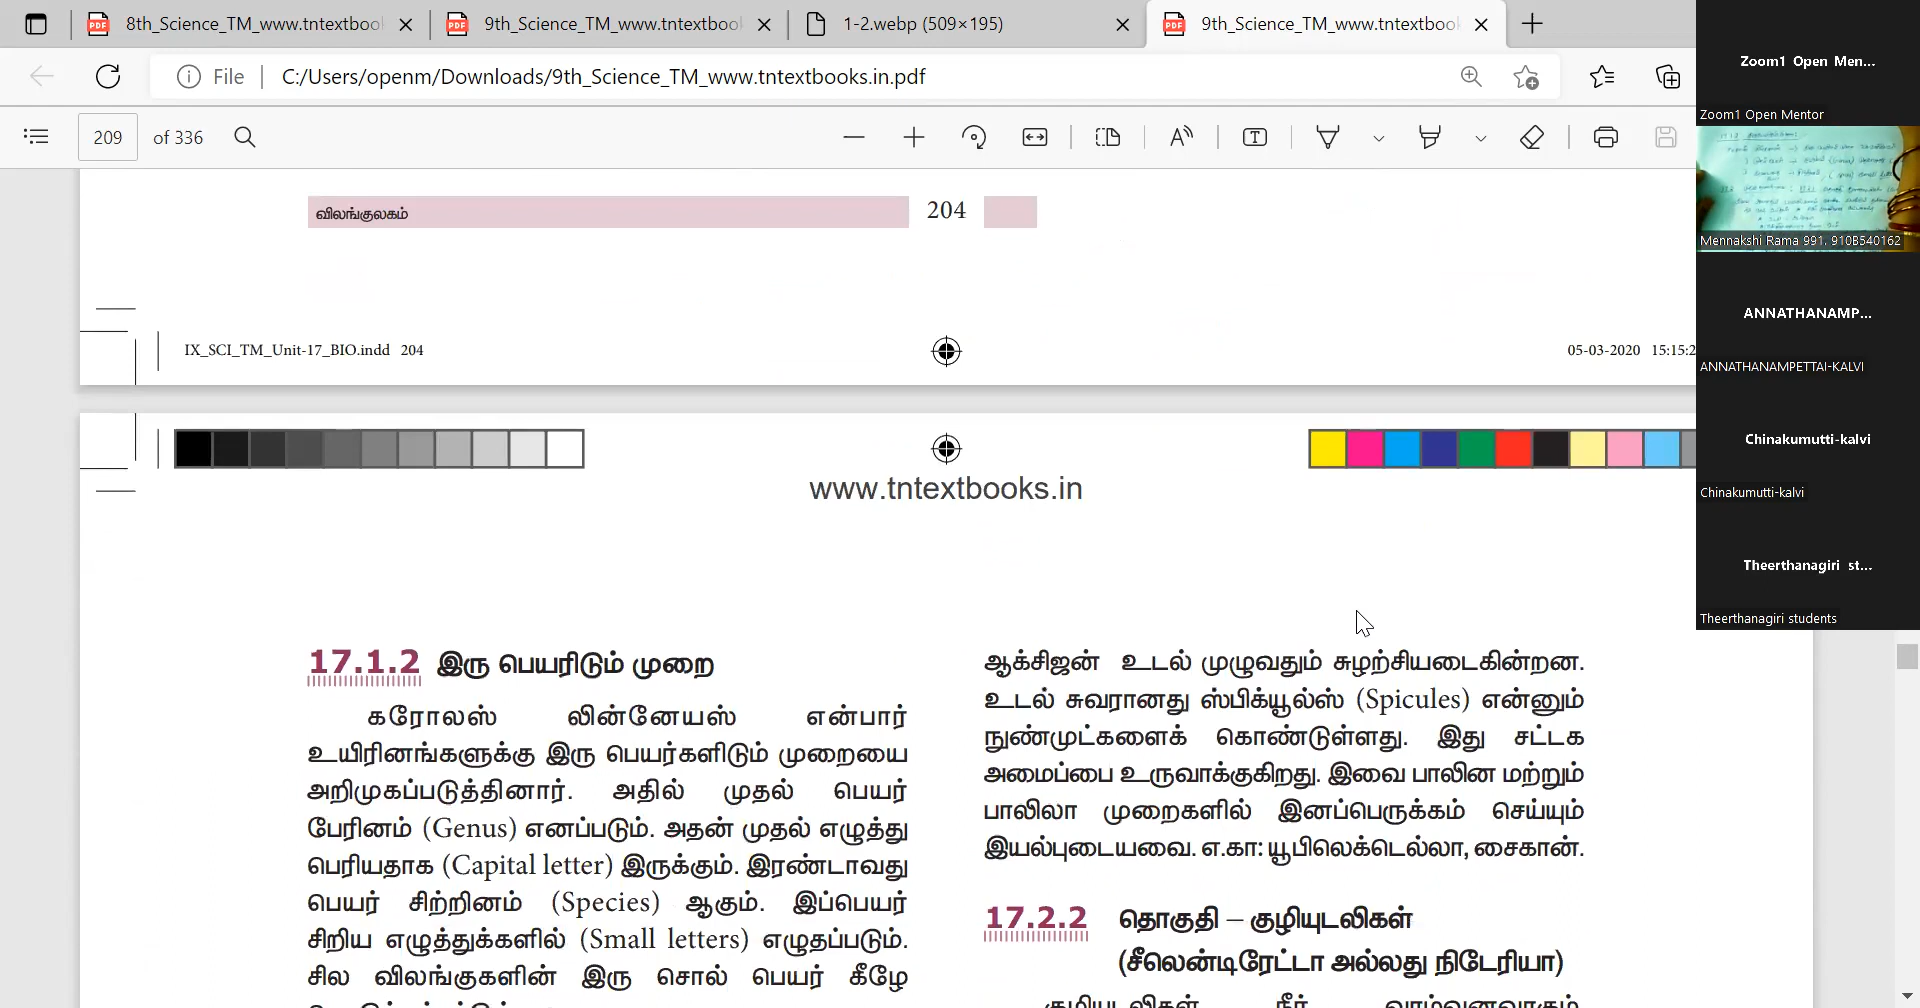 8th_Science_TM_www.tntextbook
9th_Science_TM_www.tntextbook
1-2.webp (509×195)
9th_Science_TM_www.tntextbook
File
C:/Users/openm/Downloads/9th_Science_TM_www.tntextbooks.in.pdf
209 of 336
விலங்குலகம் 204
IX_SCI_TM_Unit-17_BIO.indd 204
05-03-2020 15:15:2
www.tntextbooks.in
17.1.2 இரு பெயரிடும் முறை
கரோலஸ் லின்னேயஸ் என்பார்
உயிரினங்களுக்கு இரு பெயர்களிடும் முறையை
அறிமுகப்படுத்தினார். அதில் முதல் பெயர்
பேரினம் (Genus) எனப்படும். அதன் முதல் எழுத்து
பெரியதாக (Capital letter) இருக்கும். இரண்டாவது
பெயர் சிற்றினம் (Species) ஆகும். இப்பெயர்
சிறிய எழுத்துக்களில் (Small letters) எழுதப்படும்.
சில விலங்குகளின் இரு சொல் பெயர் கீழே
ஆக்சிஜன் உடல் முழுவதும் சுழற்சியடைகின்றன.
உடல் சுவரானது ஸ்பிக்யூல்ஸ் (Spicules) என்னும்
நுண்முட்களைக் கொண்டுள்ளது. இது சட்டக
அமைப்பை உருவாக்குகிறது. இவை பாலின மற்றும்
பாலிலா முறைகளில் இனப்பெருக்கம் செய்யும்
இயல்புடையவை. எ.கா: யூபிலெக்டெல்லா, சைகான்.
17.2.2 தொகுதி – குழியுடலிகள்
(சீலென்டிரேட்டா அல்லது நிடேரியா)
குழியுடலிகள் நீர் வாழ்வனவாகும்
Zoom1 Open Men...
Zoom1 Open Mentor
Mennakshi Rama 991. 910B540162
ANNATHANAMP...
ANNATHANAMPETTAI-KALVI
Chinakumutti-kalvi
Chinakumutti-kalvi
Theerthanagiri st...
Theerthanagiri students